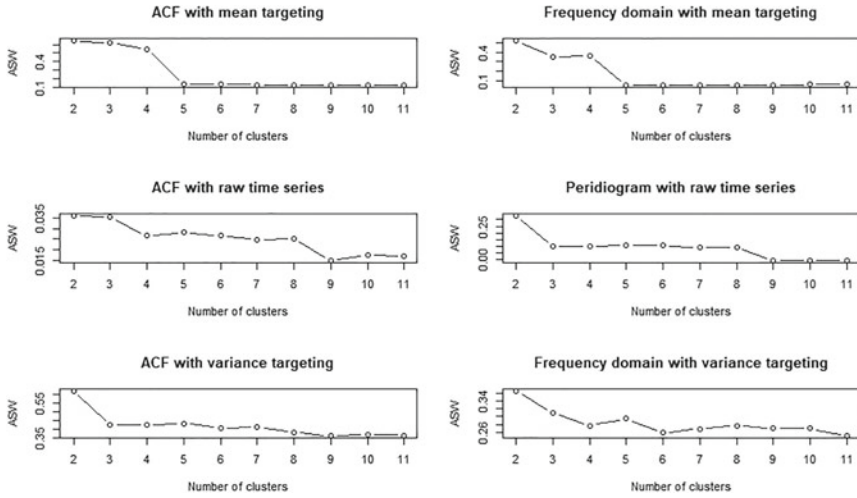 ACF with mean targeting
ASW
0.1 0.4
2 3 4 5 6 7 8 9 10 11
Number of clusters
Frequency domain with mean targeting
ASW
0.1 0.4
2 3 4 5 6 7 8 9 10 11
Number of clusters
ACF with raw time series
ASW
0.015 0.035
2 3 4 5 6 7 8 9 10 11
Number of clusters
Peridiogram with raw time series
ASW
0.00 0.25
2 3 4 5 6 7 8 9 10 11
Number of clusters
ACF with variance targeting
ASW
0.35 0.55
2 3 4 5 6 7 8 9 10 11
Number of clusters
Frequency domain with variance targeting
ASW
0.26 0.34
2 3 4 5 6 7 8 9 10 11
Number of clusters